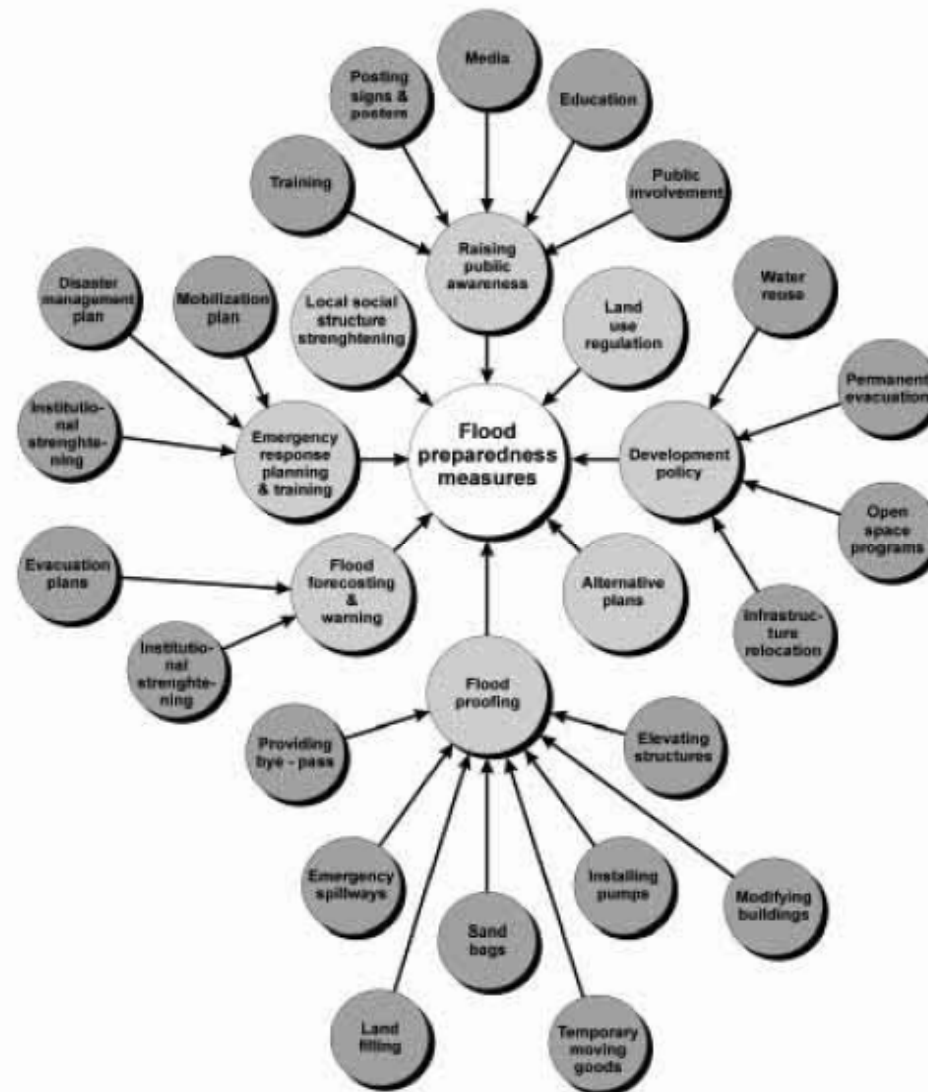 Media
Posting
signs &
posters
Education
Training
Public
involvement
Raising
public
awareness
Disaster
management
plan
Mobilization
plan
Local social
structure
strenghtening
Land
use
regulation
Water
reuse
Permanent
evacuation
Institutio-
nal
strenghte-
ning
Emergency
response
planning
& training
Flood
preparedness
measures
Development
policy
Open
space
programs
Evacuation
plans
Flood
forecosting
&
warning
Alternative
plans
Infrastruc-
ture
relocation
Institutio-
nal
strenghte-
ning
Flood
proofing
Providing
bye - pass
Elevating
structures
Emergency
spillways
Installing
pumps
Modifying
buildings
Sand
bags
Land
filling
Temporary
moving
goods